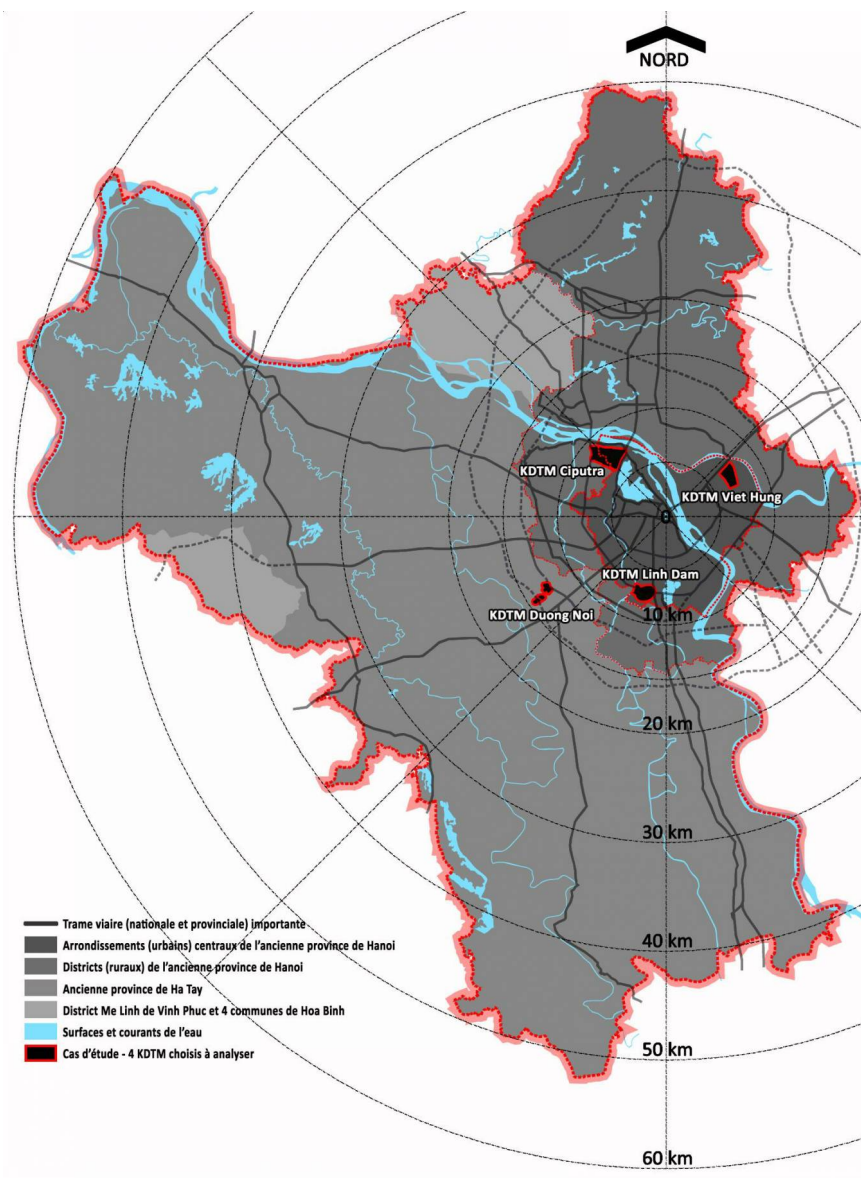 NORD
KDTM Ciputra
KDTM Viet Hung
0
KDTM Linh Dam
KDTM Duong Noi
10 km
20 km
30 km
40 km
50 km
60 km
Trame viaire (nationale et provinciale) importante
Arrondissements (urbains) centraux de l'ancienne province de Hanoi
Districts (ruraux) de l'ancienne province de Hanoi
Ancienne province de Ha Tay
District Me Linh de Vinh Phuc et 4 communes de Hoa Binh
Surfaces et courants de l'eau
Cas d'étude - 4 KDTM choisis à analyser